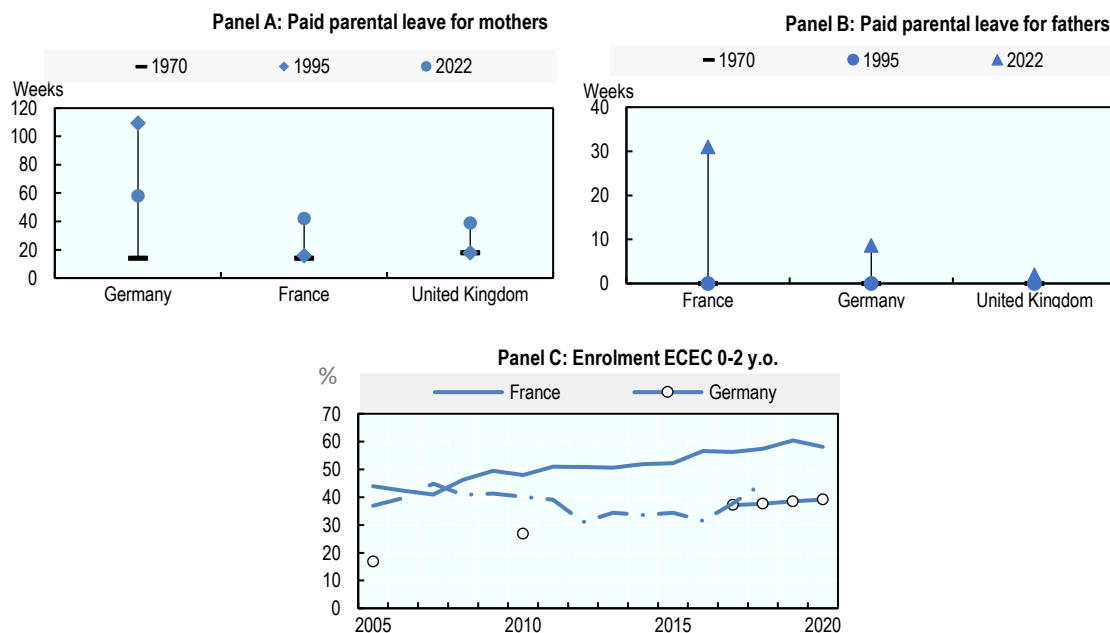 Panel A: Paid parental leave for mothers
1970 1995 2022
Weeks
120
100
80
60
40
20
0
Germany France United Kingdom
Panel B: Paid parental leave for fathers
1970 1995 2022
Weeks
40
30
20
10
0
France Germany United Kingdom
Panel C: Enrolment ECEC 0-2 y.o.
%
France Germany
70
60
50
40
30
20
10
0
2005 2010 2015 2020